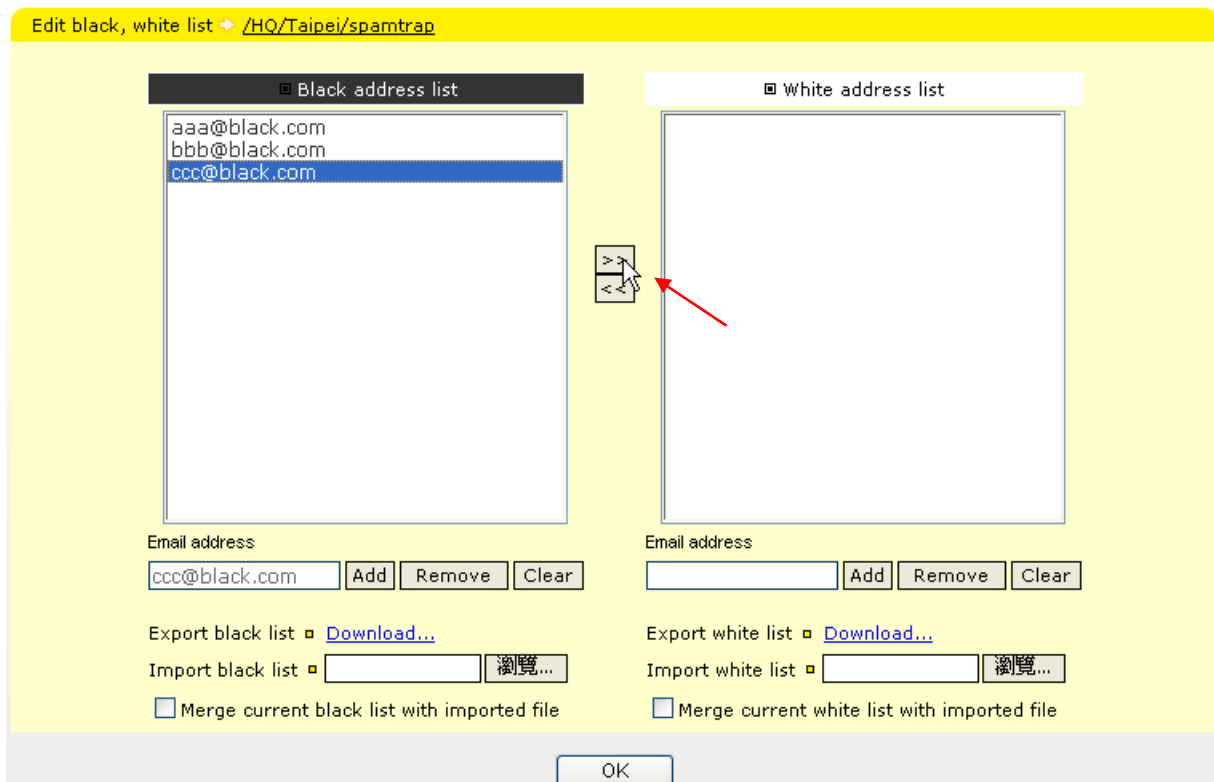 Edit black, white list /HQ/Taipei/spamtrap
Black address list
aaa@black.com
bbb@black.com
ccc@black.com
>>
<<
White address list
Email address
ccc@black.com Add Remove Clear
Export black list Download...
Import black list 瀏覽...
Merge current black list with imported file
Email address
Add Remove Clear
Export white list Download...
Import white list 瀏覽...
Merge current white list with imported file
OK